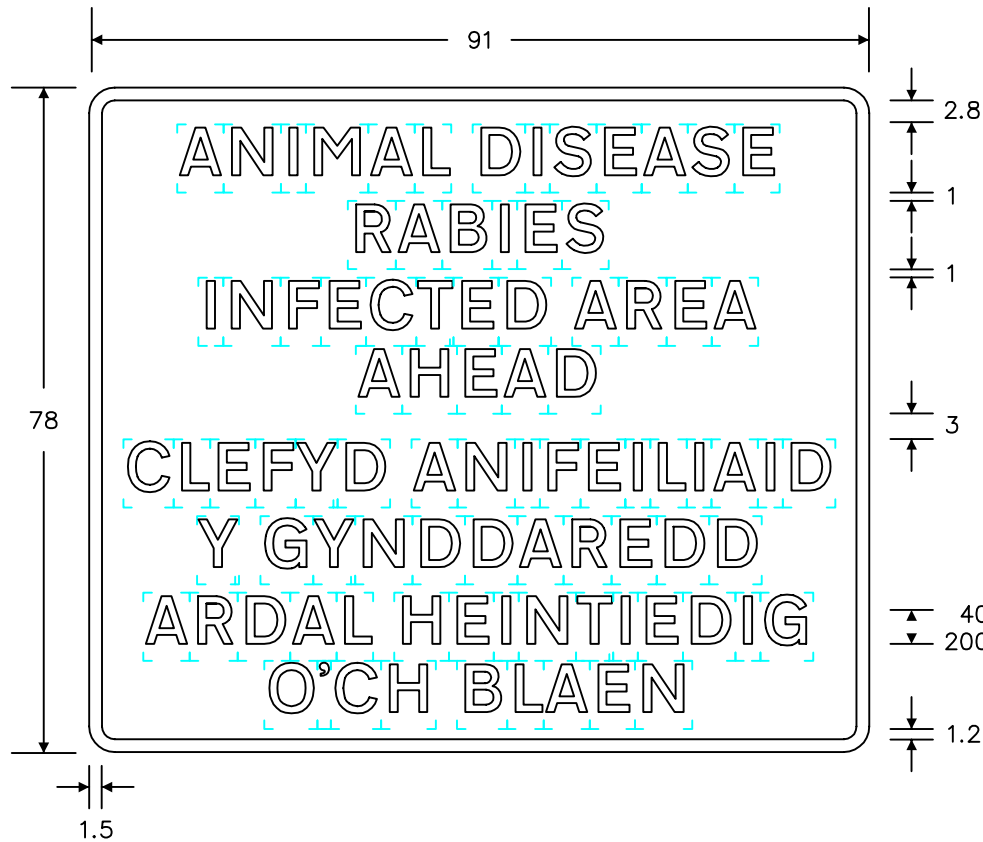 91
2.8
ANIMAL DISEASE
1
RABIES
1
INFECTED AREA
AHEAD
78
3
CLEFYD ANIFEILIAID
Y GYNDDAREDD
ARDAL HEINTIEDIG
40
200
O'CH BLAEN
1.2
1.5